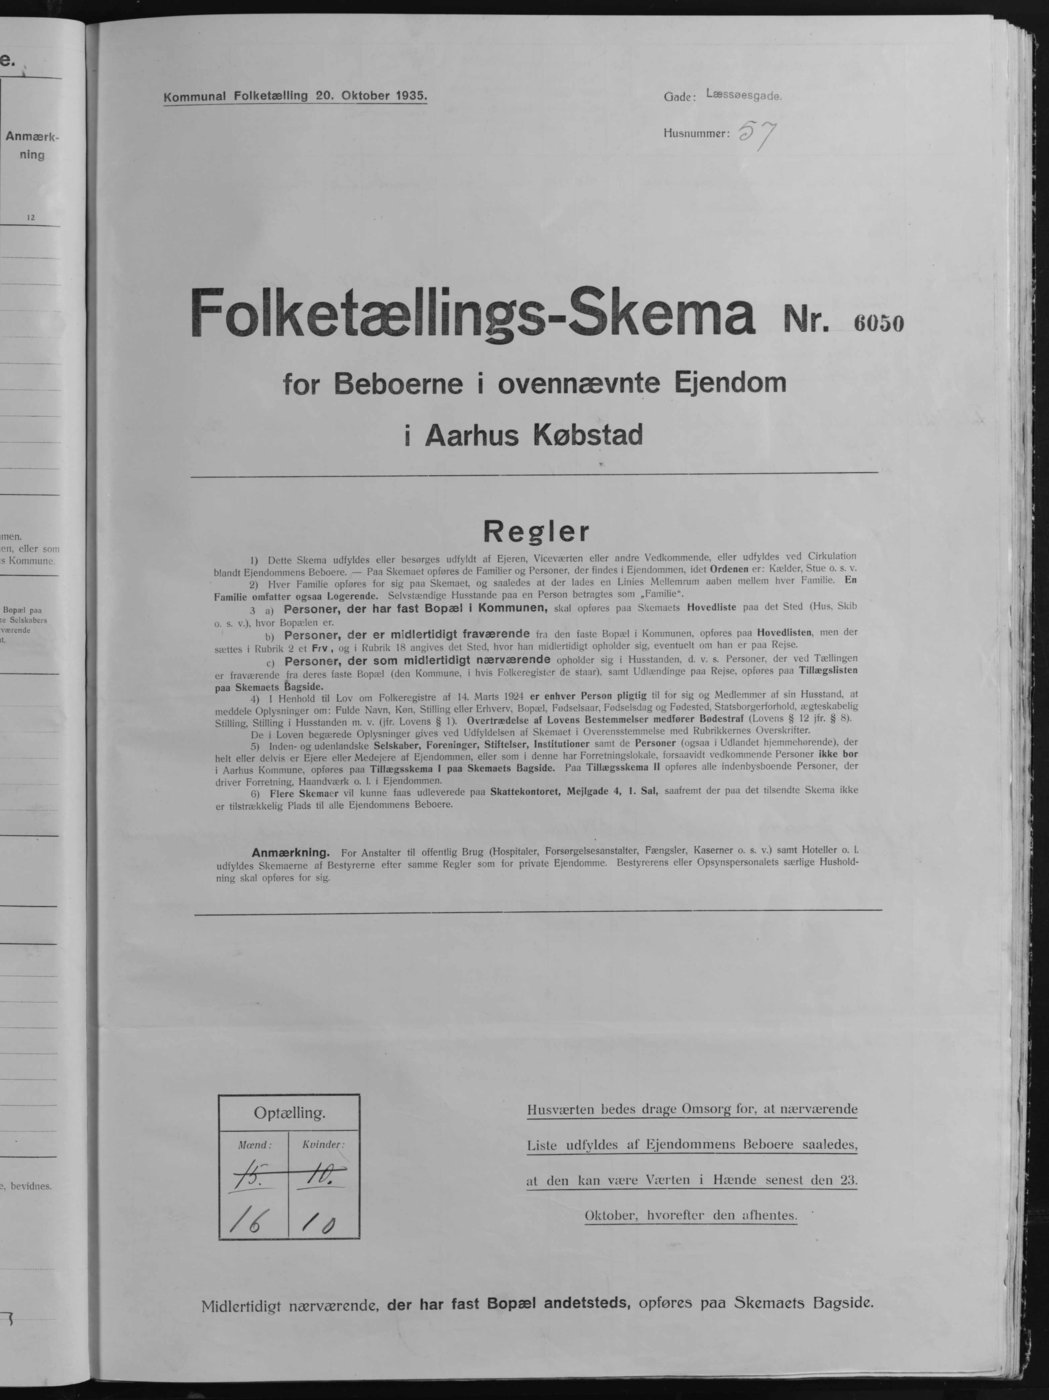 e.
Anmærk-
ning
12
men.
en, eller som
s Kommune
Bopæl paa
re Selskabers
værende
t.
e, bevidnes.
Kommunal Folketælling 20. Oktober 1935.
Gade: Læssøesgade.
Husnummer: 57
Folketællings-Skema Nr. 6050
for Beboerne i ovennævnte Ejendom
i Aarhus Købstad
Regler
1) Dette Skema udfyldes eller besørges udfyldt af Ejeren, Viceværten eller andre Vedkommende, eller udfyldes ved Cirkulation
blandt Ejendommens Beboere. — Paa Skemaet opføres de Familier og Personer, der findes i Ejendommen, idet Ordenen er: Kælder, Stue o. s. v.
2) Hver Familie opføres for sig paa Skemaet, og saaledes at der lades en Linies Mellemrum aaben mellem hver Familie. En
Familie omfatter ogsaa Logerende. Selvstændige Husstande paa en Person betragtes som „Familie".
3 a) Personer, der har fast Bopæl i Kommunen, skal opføres paa Skemaets Hovedliste paa det Sted (Hus, Skib
o. s. v.), hvor Bopælen er.
b) Personer, der er midlertidigt fraværende fra den faste Bopæl i Kommunen, opføres paa Hovedlisten, men der
sættes i Rubrik 2 et Frv., og i Rubrik 18 angives det Sted, hvor han midlertidigt opholder sig, eventuelt om han er paa Rejse.
c) Personer, der som midlertidigt nærværende opholder sig i Husstanden, d. v. s. Personer, der ved Tællingen
er fraværende fra deres faste Bopæl (den Kommune, i hvis Folkeregister de staar), samt Udlændinge paa Rejse, opføres paa Tillægslisten
paa Skemaets Bagside.
4) I Henhold til Lov om Folkeregistre af 14. Marts 1924 er enhver Person pligtig til for sig og Medlemmer af sin Husstand, at
meddele Oplysninger om: Fulde Navn, Køn, Stilling eller Erhverv, Bopæl, Fødselsaar, Fødselsdag og Fødested, Statsborgerforhold, ægteskabelig
Stilling, Stilling i Husstanden m. v. (jfr. Lovens § 1). Overtrædelse af Lovens Bestemmelser medfører Bødestraf (Lovens § 12 jfr. § 8).
De i Loven begærede Oplysninger gives ved Udfyldelsen af Skemaet i Overensstemmelse med Rubrikkernes Overskrifter.
5) Inden- og udenlandske Selskaber, Foreninger, Stiftelser, Institutioner samt de Personer (ogsaa i Udlandet hjemmehørende), der
helt eller delvis er Ejere eller Medejere af Ejendommen, eller som i denne har Forretningslokale, forsaavidt vedkommende Personer ikke bor
i Aarhus Kommune, opføres paa Tillægsskema I paa Skemaets Bagside. Paa Tillægsskema II opføres alle indenbysboende Personer, der
driver Forretning, Haandværk o. l. i Ejendommen.
6) Flere Skemaer vil kunne faas udleverede paa Skattekontoret, Mejlgade 4, 1. Sal, saafremt der paa det tilsendte Skema ikke
er tilstrækkelig Plads til alle Ejendommens Beboere.
Anmærkning. For Anstalter til offentlig Brug (Hospitaler, Forsørgelsesanstalter, Fængsler, Kaserner o. s. v.) samt Hoteller o. l.
udfyldes Skemaerne af Bestyrerne efter samme Regler som for private Ejendomme. Bestyrerens eller Opsynspersonalets særlige Hushold-
ning skal opføres for sig.
Optælling.
Mænd: Kvinder:
15. 10.
16 10
Husværten bedes drage Omsorg for, at nærværende
Liste udfyldes af Ejendommens Beboere saaledes,
at den kan være Værten i Hænde senest den 23.
Oktober, hvorefter den afhentes.
Midlertidigt nærværende, der har fast Bopæl andetsteds, opføres paa Skemaets Bagside.